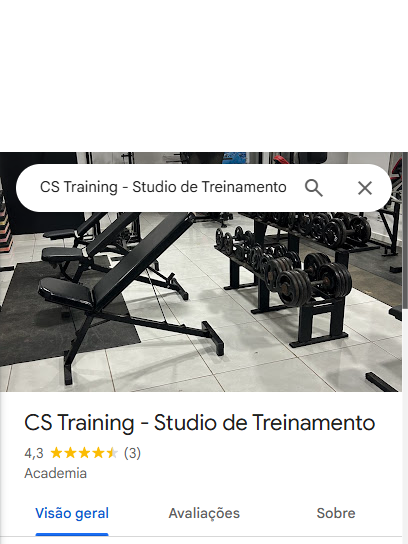 CS Training - Studio de Treinamento
CS Training - Studio de Treinamento
4,3 (3)
Academia
Visão geral Avaliações Sobre